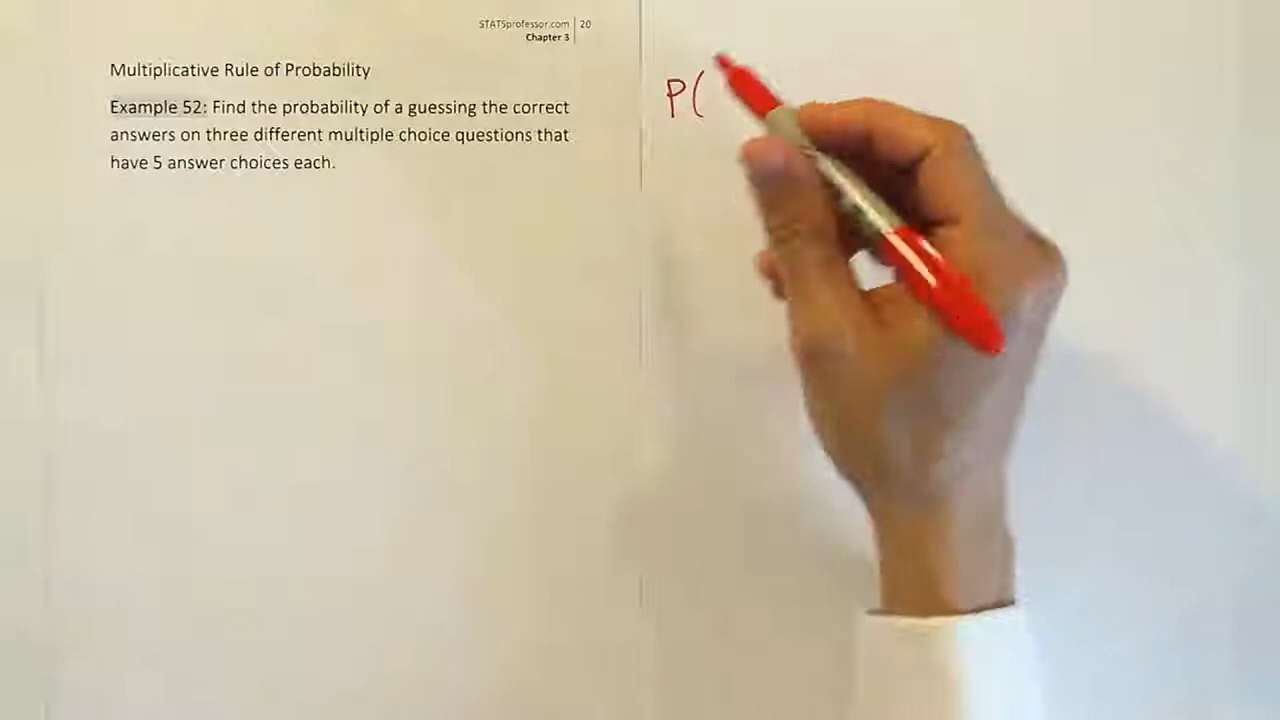 STATSprofessor.com | 20
Chapter 3
Multiplicative Rule of Probability
Example 52: Find the probability of a guessing the correct
answers on three different multiple choice questions that
have 5 answer choices each.
P(